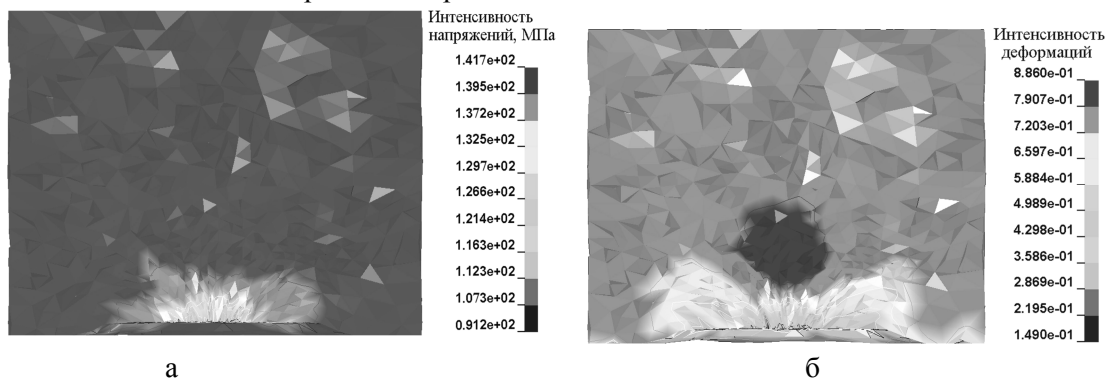 Интенсивность
напряжений, МПа
1.417e+02
1.395e+02
1.372e+02
1.325e+02
1.297e+02
1.266e+02
1.214e+02
1.163e+02
1.123e+02
1.073e+02
0.912e+02
Интенсивность
деформаций
8.860e-01
7.907e-01
7.203e-01
6.597e-01
5.884e-01
4.989e-01
4.298e-01
3.586e-01
2.869e-01
2.195e-01
1.490e-01
а
б